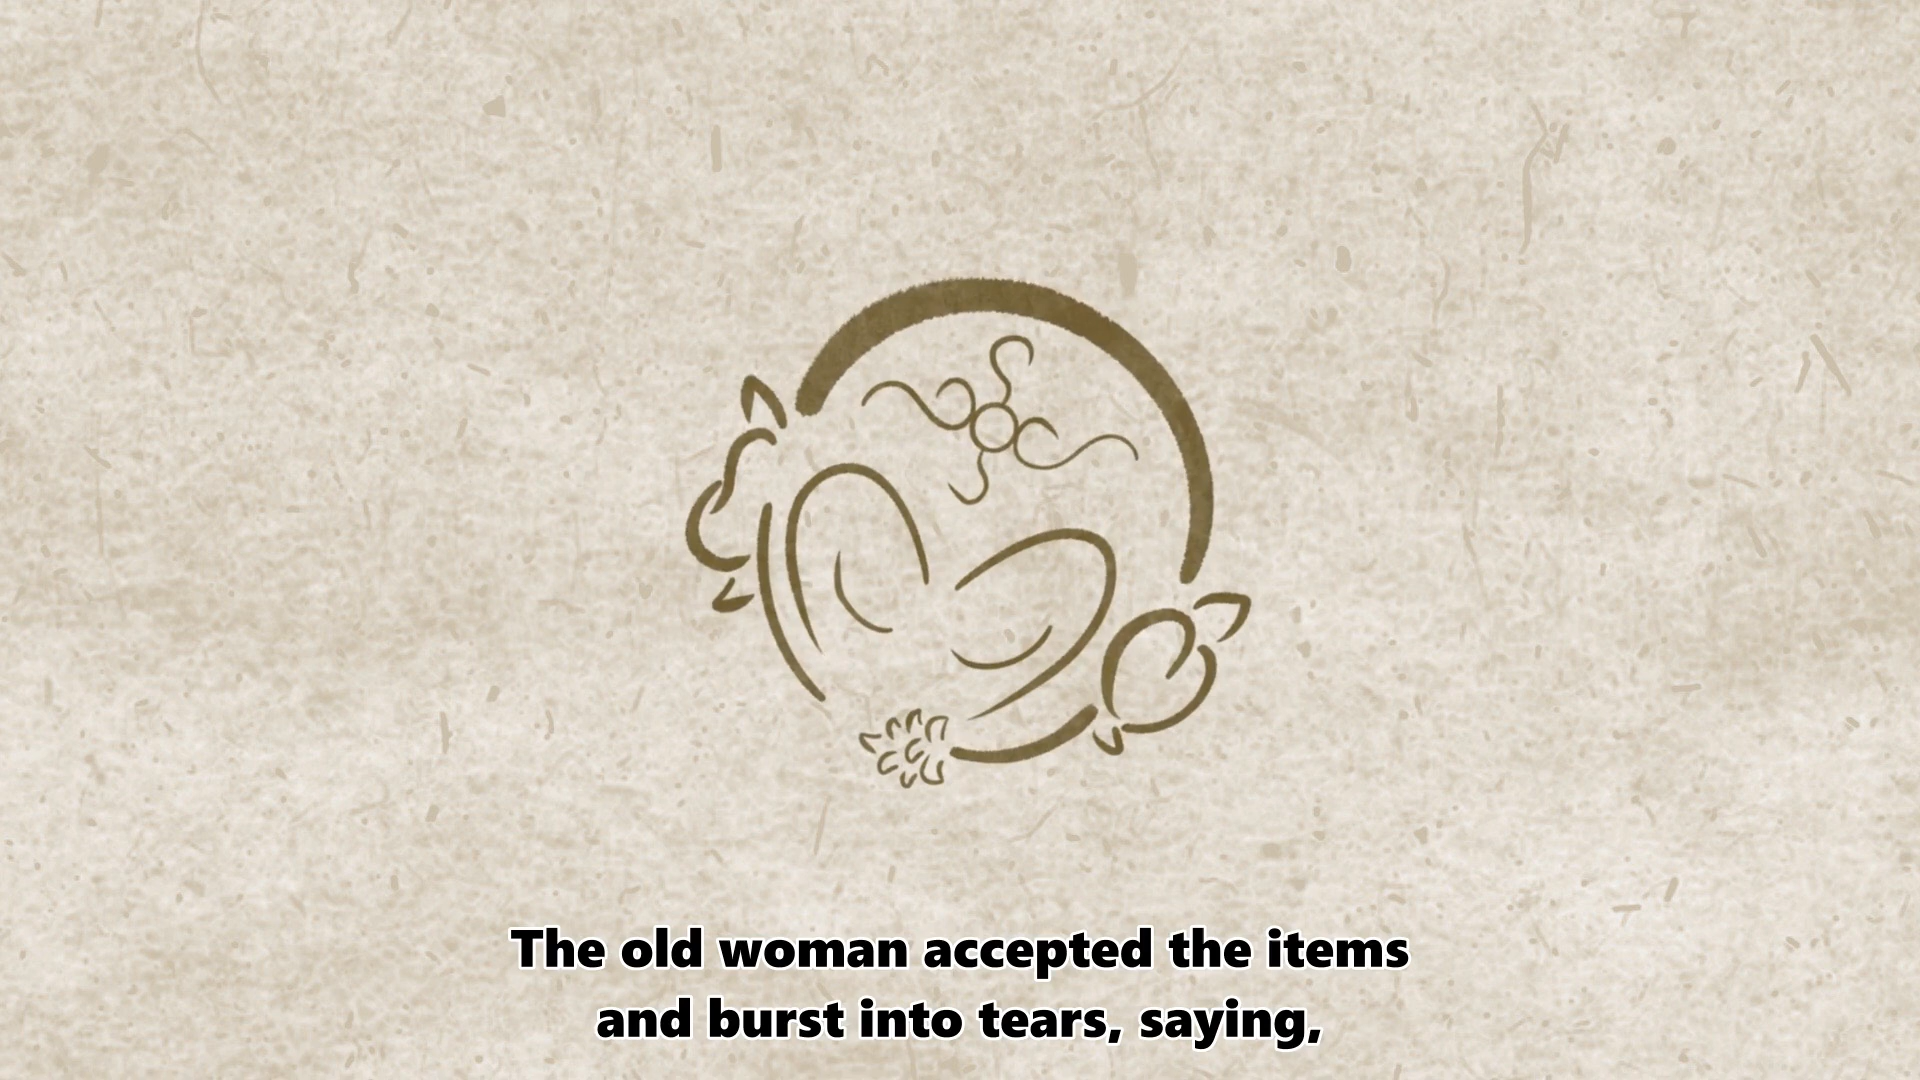 The old woman accepted the items
and burst into tears, saying,